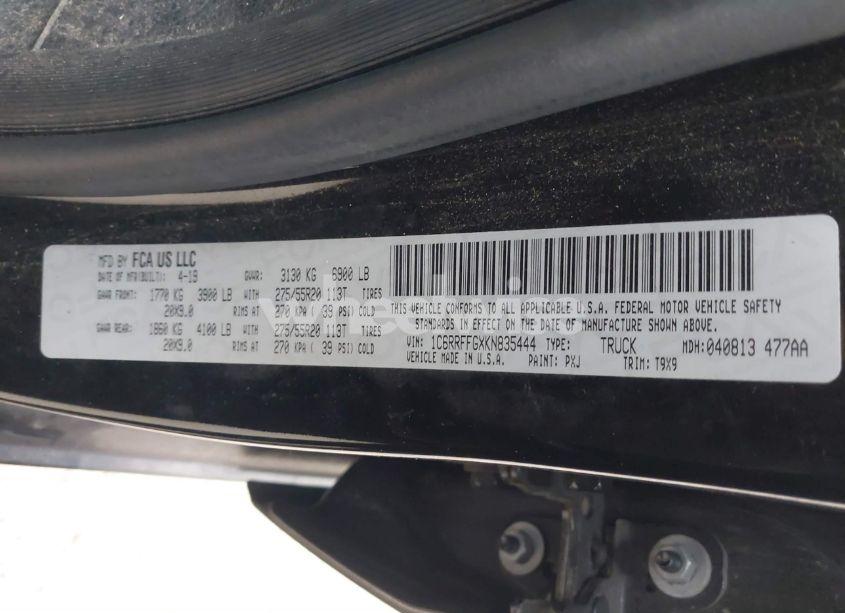 MFD BY FCA US LLC
DATE OF MFR(BUILT): 4-19 GVWR: 3130 KG 6900 LB
GAWR FRONT: 1770 KG 3900 LB WITH 275/55R20 113T TIRES
20X9.0 RIMS AT 270 KPA ( 39 PSI) COLD
GAWR REAR: 1860 KG 4100 LB WITH 275/55R20 113T TIRES
20X9.0 RIMS AT 270 KPA ( 39 PSI) COLD
THIS VEHICLE CONFORMS TO ALL APPLICABLE U.S.A. FEDERAL MOTOR VEHICLE SAFETY
STANDARDS IN EFFECT ON THE DATE OF MANUFACTURE SHOWN ABOVE.
VIN: 1C6RRFFGXKN835444 TYPE: TRUCK MDH:040813 477AA
VEHICLE MADE IN U.S.A. PAINT: PXJ TRIM: T9X9